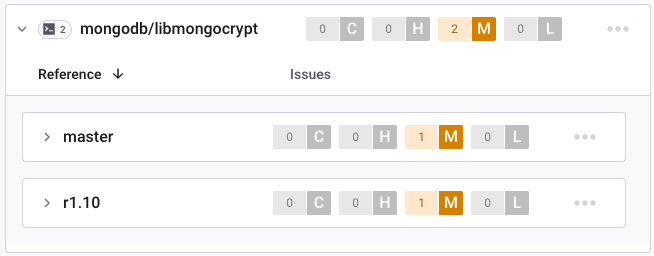 2 mongodb/libmongocrypt 0 C 0 H 2 M 0 L
Reference Issues
master 0 C 0 H 1 M 0 L
r1.10 0 C 0 H 1 M 0 L